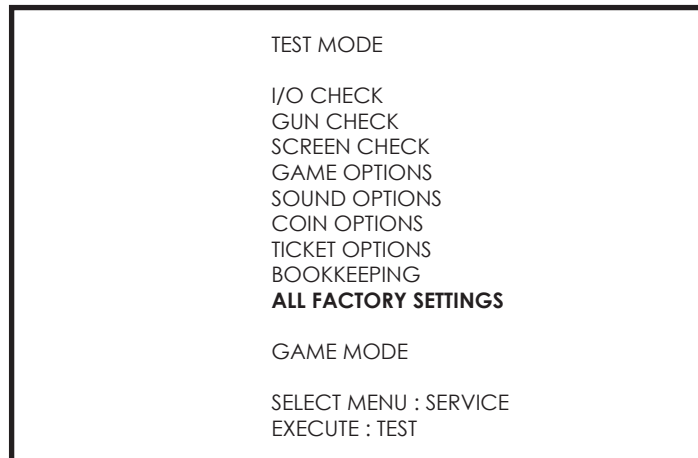 TEST MODE
I/O CHECK
GUN CHECK
SCREEN CHECK
GAME OPTIONS
SOUND OPTIONS
COIN OPTIONS
TICKET OPTIONS
BOOKKEEPING
ALL FACTORY SETTINGS
GAME MODE
SELECT MENU : SERVICE
EXECUTE : TEST